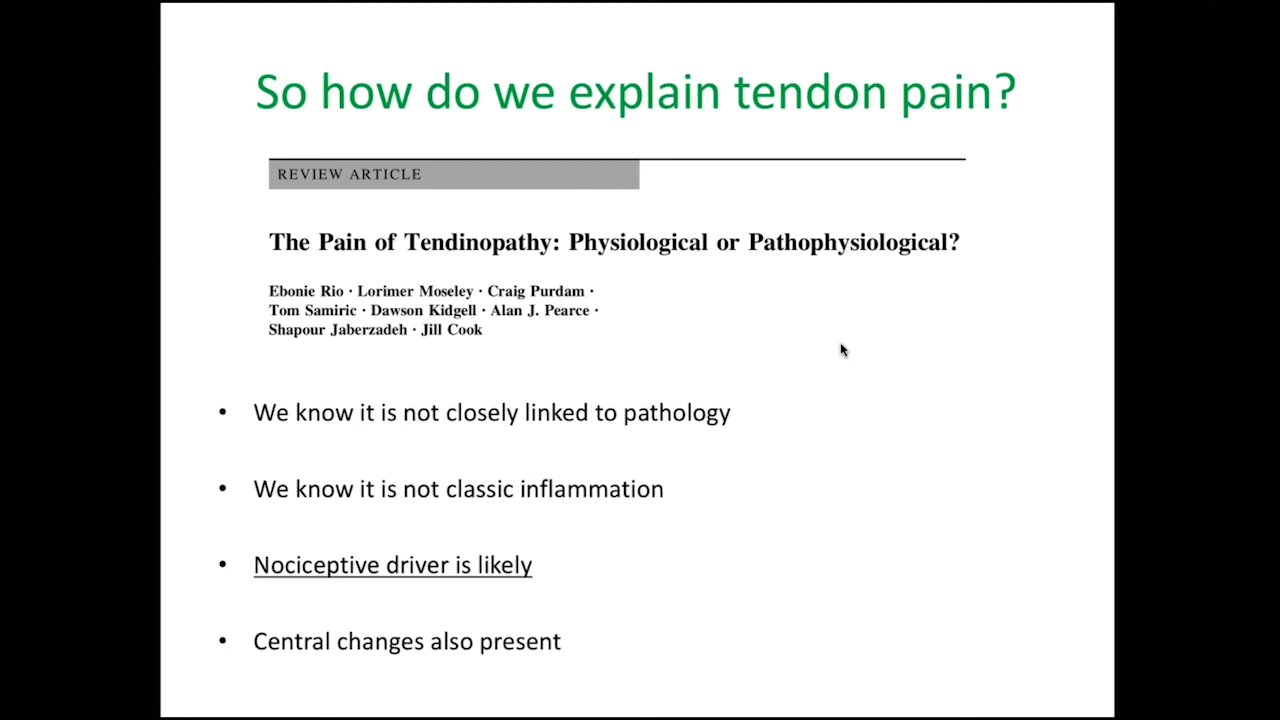 So how do we explain tendon pain?
REVIEW ARTICLE
The Pain of Tendinopathy: Physiological or Pathophysiological?
Ebonie Rio · Lorimer Moseley · Craig Purdam ·
Tom Samiric · Dawson Kidgell · Alan J. Pearce ·
Shapour Jaberzadeh · Jill Cook
• We know it is not closely linked to pathology
• We know it is not classic inflammation
• Nociceptive driver is likely
• Central changes also present